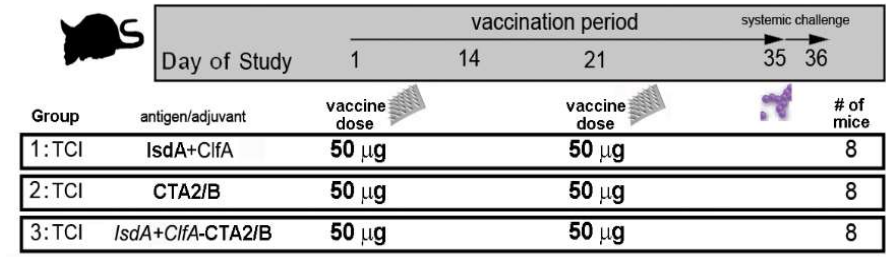 vaccination period
systemic challenge
Day of Study 1 14 21 35 36
Group antigen/adjuvant vaccine dose vaccine dose # of mice
1:TCI IsdA+ClfA 50 μg 50 μg 8
2:TCI CTA2/B 50 μg 50 μg 8
3:TCI IsdA+ClfA-CTA2/B 50 μg 50 μg 8